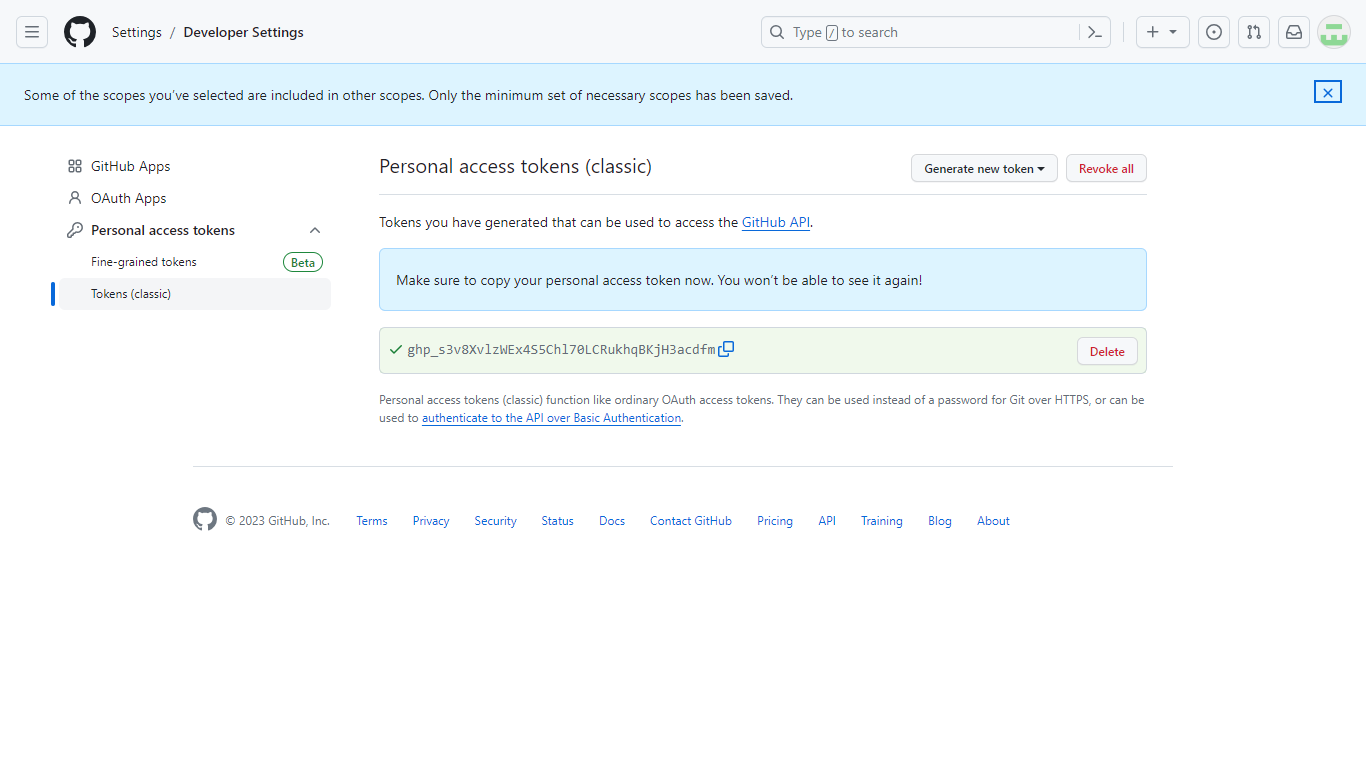 Settings / Developer Settings
Type / to search
Some of the scopes you've selected are included in other scopes. Only the minimum set of necessary scopes has been saved.
GitHub Apps
OAuth Apps
Personal access tokens
Fine-grained tokens Beta
Tokens (classic)
Personal access tokens (classic)
Generate new token
Revoke all
Tokens you have generated that can be used to access the GitHub API.
Make sure to copy your personal access token now. You won't be able to see it again!
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
Delete
Personal access tokens (classic) function like ordinary OAuth access tokens. They can be used instead of a password for Git over HTTPS, or can be
used to authenticate to the API over Basic Authentication.
© 2023 GitHub, Inc. Terms Privacy Security Status Docs Contact GitHub Pricing API Training Blog About